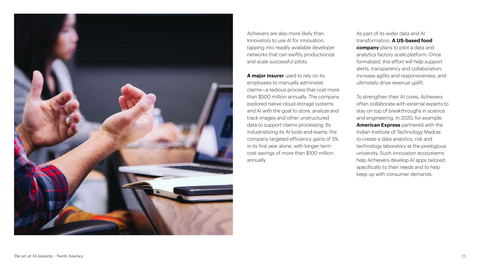 Achievers are also more likely than
Innovators to use AI for innovation,
tapping into readily available developer
networks that can swiftly productionize
and scale successful pilots.
A major insurer used to rely on its
employees to manually administer
claims—a tedious process that cost more
than $500 million annually. The company
explored native cloud-storage systems
and AI with the goal to store, analyze and
track images and other unstructured
data to support claims processing. By
industrializing its AI tools and teams, the
company targeted efficiency gains of 5%
in its first year alone, with longer-term
cost savings of more than $100 million
annually.
As part of its wider data and AI
transformation, A US-based food
company plans to pilot a data and
analytics factory scale platform. Once
formalized, this effort will help support
alerts, transparency and collaboration,
increase agility and responsiveness, and
ultimately drive revenue uplift.
To strengthen their AI cores, Achievers
often collaborate with external experts to
stay on top of breakthroughs in science
and engineering. In 2020, for example,
American Express partnered with the
Indian Institute of Technology Madras
to create a data analytics, risk and
technology laboratory at the prestigious
university. Such innovation ecosystems
help Achievers develop AI apps tailored
specifically to their needs and to help
keep up with consumer demands.
.
The art of AI maturity - North America
25